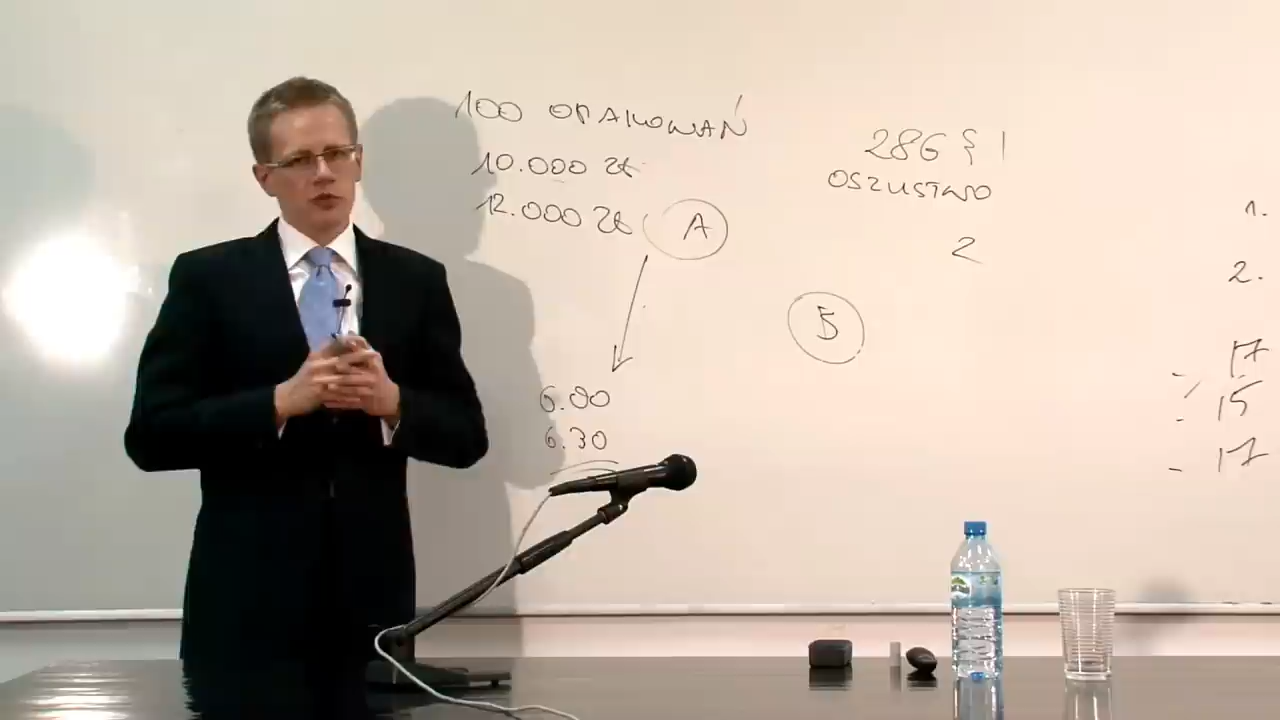 100 OPAKOWAŃ
10.000 zł
12.000 zł A
6.00
6.30
286 § 1
OSZUSTWO
2
B
1.
2.
17
- 15
- 17